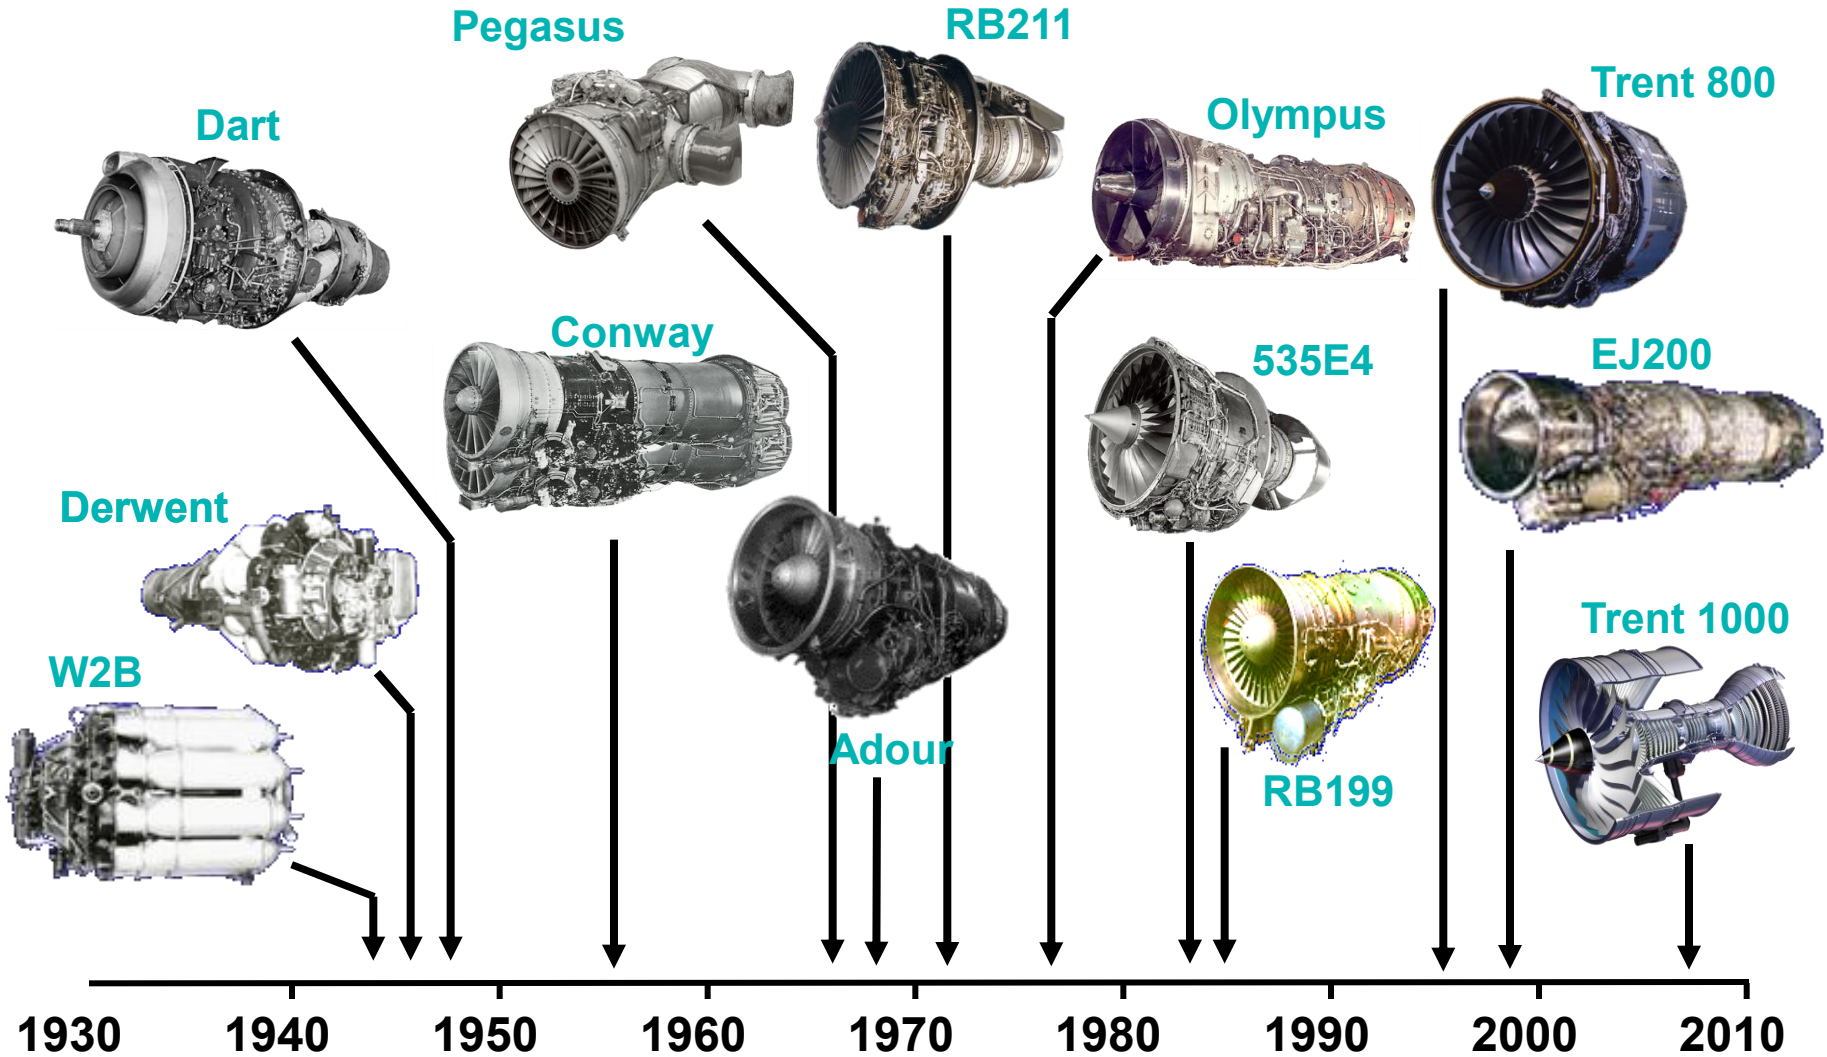 Pegasus
RB211
Trent 800
Dart
Olympus
Conway
535E4
EJ200
Derwent
Trent 1000
W2B
Adour
RB199
1930 1940 1950 1960 1970 1980 1990 2000 2010